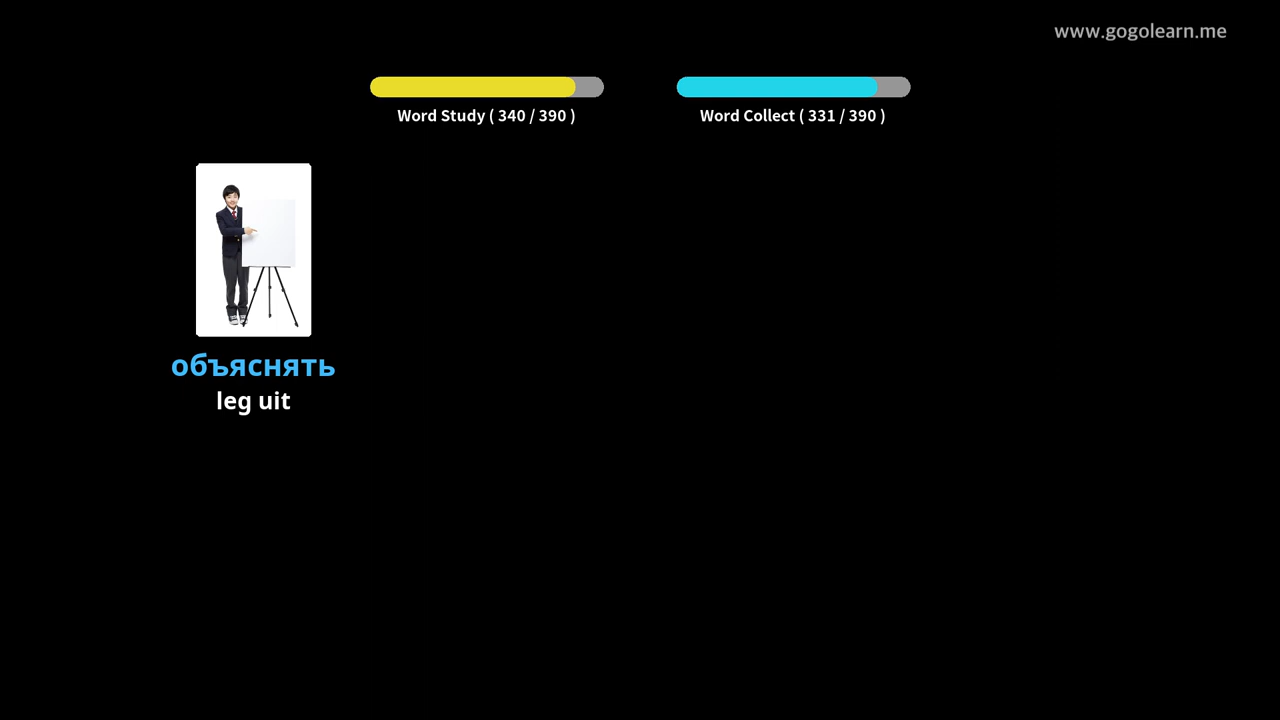 www.gogolearn.me
Word Study ( 340 / 390 )
Word Collect ( 331 / 390 )
объяснять
leg uit